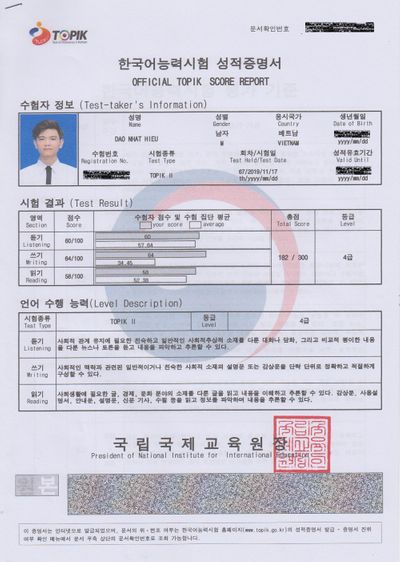 TOPIK
문서확인번호
한국어능력시험 성적증명서
OFFICIAL TOPIK SCORE REPORT
수험자 정보 (Test-taker's Information)
성명 성별 응시국가 생년월일
Name Gender Country Date of Birth
DAO NHAT HIEU 남자 베트남
M VIETNAM yyyy/mm/dd
수험번호 시험종류 회차/시험일 성적유효기간
Registration No. Test Type Test Held/Test Date Valid Until
TOPIK II 67/2019/11/17
th/yyyy/mm/dd yyyy/mm/dd
시험 결과 (Test Result)
영역 점수 수험자 점수 및 수험 집단 평균 총점 등급
Section Score your score average Total Score Level
듣기 60/100 60
Listening 57.64
쓰기 64/100 64 182 / 300 4급
Writing 34.45
읽기 58/100 58
Reading 52.38
언어 수행 능력(Level Description)
시험종류 TOPIK II 등급 4급
Test Type Level
듣기 사회적 관계 유지에 필요한 친숙하고 일반적인 사회적추상적 소재를 다룬 대화나 담화, 그리고 비교적 평이한 내용
Listening 을 다룬 뉴스나 토론을 듣고 내용을 파악하고 추론할 수 있다.
쓰기 사회적인 맥락과 관련된 일반적이거나 친숙한 사회적 소재의 설명문 또는 감상문을 단락 단위로 정확하고 적절하게
Writing 구성할 수 있다.
읽기 사회생활에 필요한 글, 경제, 문화 분야의 소재를 다룬 글을 읽고 내용을 이해하고 추론할 수 있다. 감상문, 사용설
Reading 명서, 안내문, 설명문, 신문 기사, 수필 등을 읽고 정보를 파악하며 내용을 추론할 수 있다.
국립국제교육원장
President of National Institute for International Education
원본
이 증명서는 인터넷으로 발급되었으며, 문서의 위·변조 여부는 한국어능력시험 홈페이지(www.topik.go.kr)의 성적증명서 발급 - 증명서 진위
여부 확인 메뉴에서 문서 우측 상단의 문서확인번호로 조회 가능합니다.